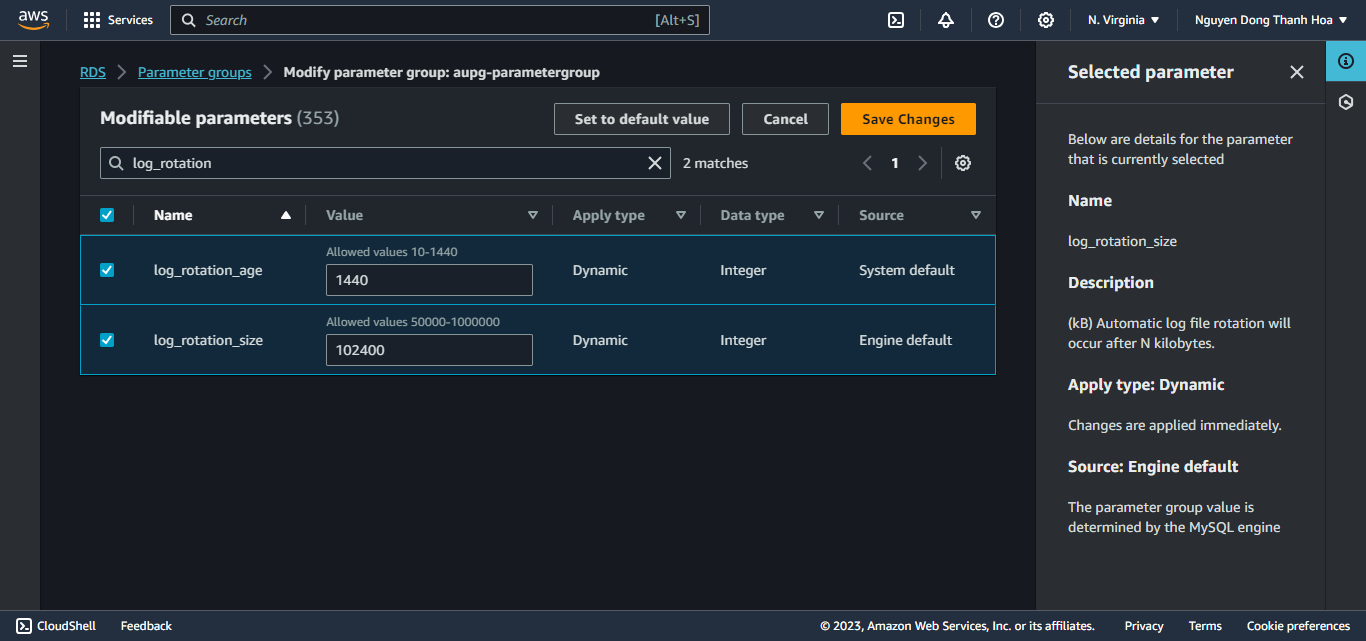 aws
Services
Search [Alt+S]
N. Virginia
Nguyen Dong Thanh Hoa
RDS
Parameter groups
Modify parameter group: aupg-parametergroup
Modifiable parameters (353)
Set to default value
Cancel
Save Changes
log_rotation
2 matches
1
Name Value Apply type Data type Source
Allowed values 10-1440
log_rotation_age 1440 Dynamic Integer System default
Allowed values 50000-1000000
log_rotation_size 102400 Dynamic Integer Engine default
Selected parameter
Below are details for the parameter
that is currently selected
Name
log_rotation_size
Description
(kB) Automatic log file rotation will
occur after N kilobytes.
Apply type: Dynamic
Changes are applied immediately.
Source: Engine default
The parameter group value is
determined by the MySQL engine
CloudShell
Feedback
© 2023, Amazon Web Services, Inc. or its affiliates.
Privacy
Terms
Cookie preferences